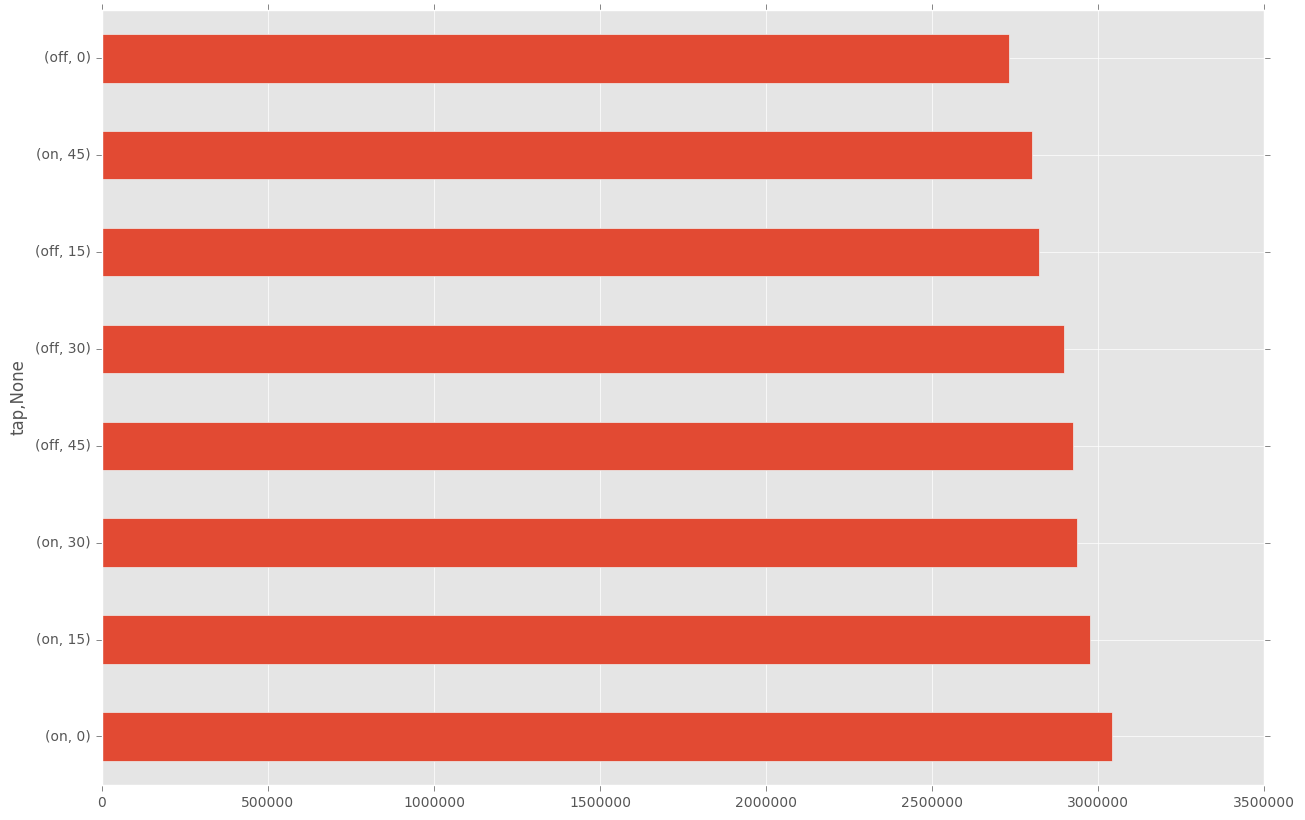 (off, 0)
(on, 45)
(off, 15)
(off, 30)
(off, 45)
(on, 30)
(on, 15)
(on, 0)
tap,None
0 500000 1000000 1500000 2000000 2500000 3000000 3500000